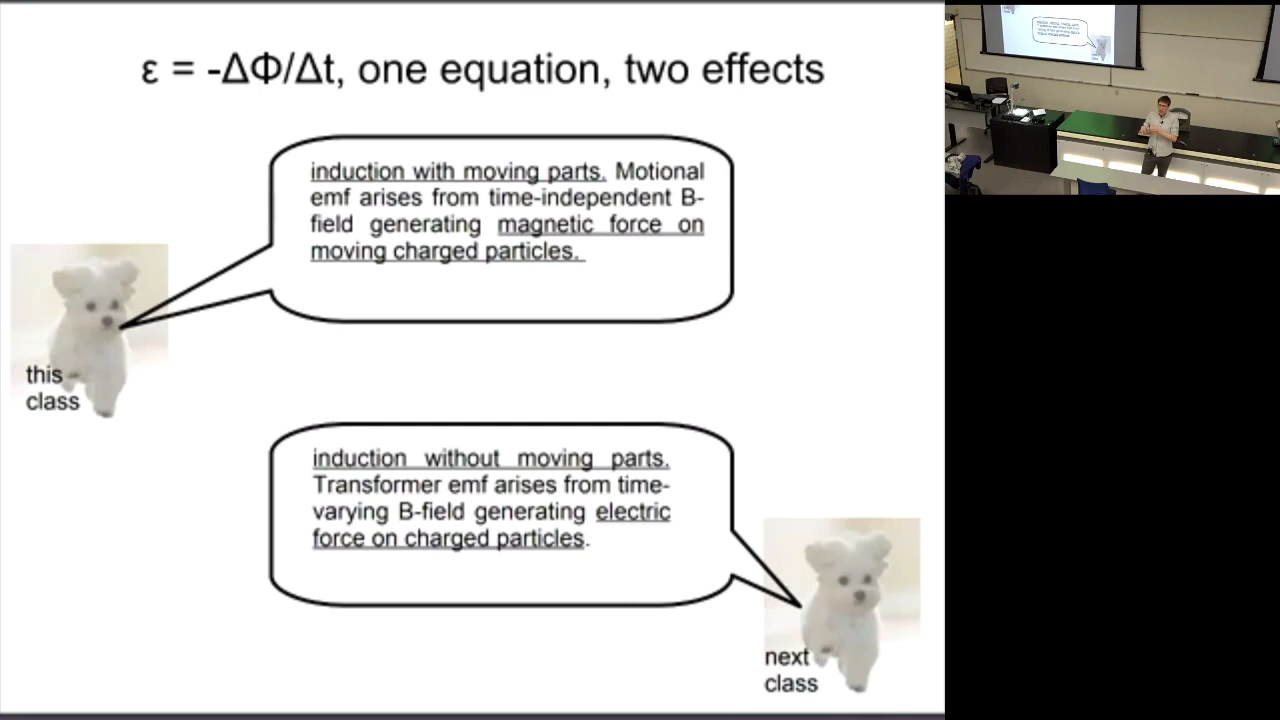 ε = -ΔΦ/Δt, one equation, two effects
induction with moving parts. Motional
emf arises from time-independent B-
field generating magnetic force on
moving charged particles.
this
class
induction without moving parts.
Transformer emf arises from time-
varying B-field generating electric
force on charged particles.
next
class